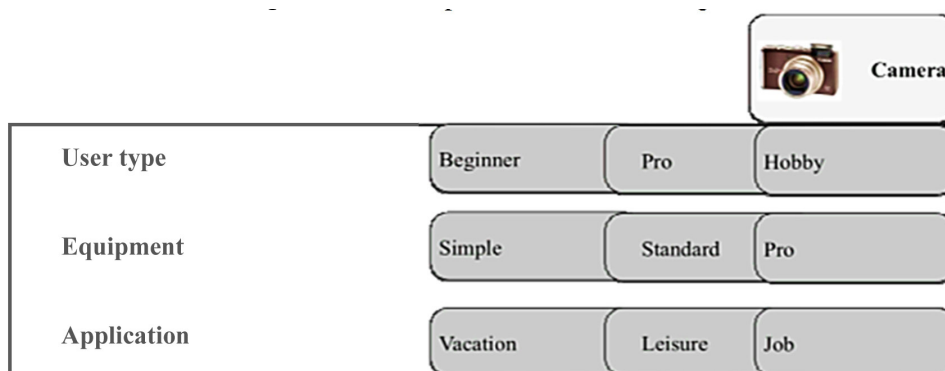 Camera
User type Beginner Pro Hobby
Equipment Simple Standard Pro
Application Vacation Leisure Job